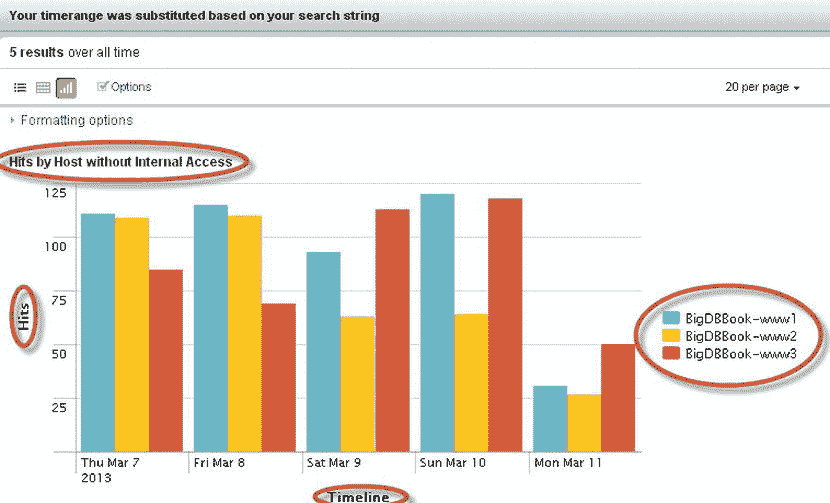 Your timerange was substituted based on your search string
5 results over all time
Options
20 per page
Formatting options
Hits by Host without Internal Access
125
100
75
50
25
Hits
BigDBBook-www1
BigDBBook-www2
BigDBBook-www3
Thu Mar 7
2013
Fri Mar 8
Sat Mar 9
Sun Mar 10
Mon Mar 11
Timeline